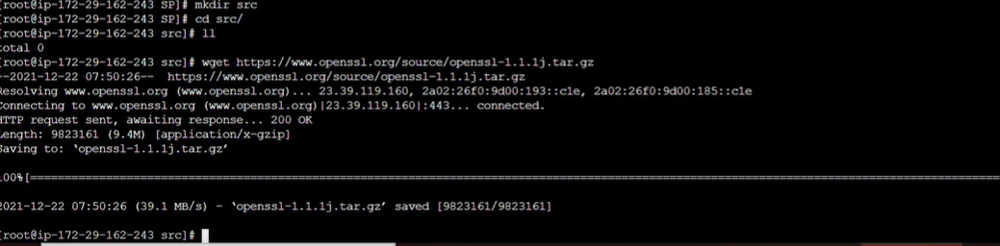 [root@ip-172-29-162-243 SP]# mkdir src
[root@ip-172-29-162-243 SP]# cd src/
[root@ip-172-29-162-243 src]# ll
total 0
[root@ip-172-29-162-243 src]# wget https://www.openssl.org/source/openssl-1.1.1j.tar.gz
--2021-12-22 07:50:26--  https://www.openssl.org/source/openssl-1.1.1j.tar.gz
Resolving www.openssl.org (www.openssl.org)... 23.39.119.160, 2a02:26f0:9d00:193::c1e, 2a02:26f0:9d00:185::c1e
Connecting to www.openssl.org (www.openssl.org)|23.39.119.160|:443... connected.
HTTP request sent, awaiting response... 200 OK
Length: 9823161 (9.4M) [application/x-gzip]
Saving to: ‘openssl-1.1.1j.tar.gz’
100%[==============================================================================
2021-12-22 07:50:26 (39.1 MB/s) - ‘openssl-1.1.1j.tar.gz’ saved [9823161/9823161]
[root@ip-172-29-162-243 src]#